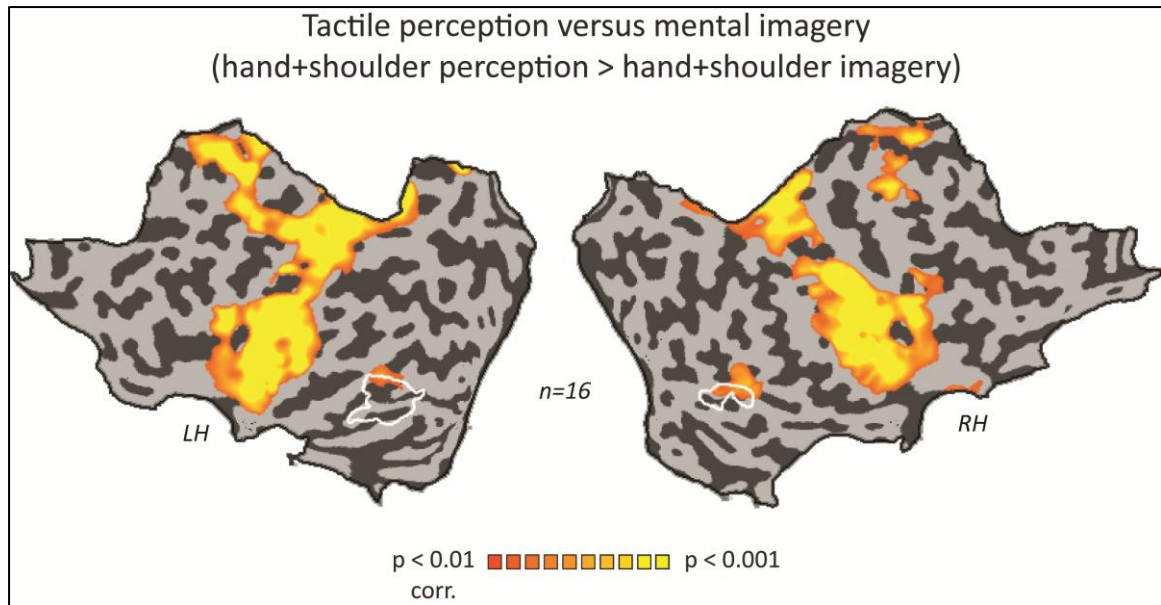 Tactile perception versus mental imagery
(hand+shoulder perception > hand+shoulder imagery)
n=16
LH
RH
p < 0.01 p < 0.001
corr.